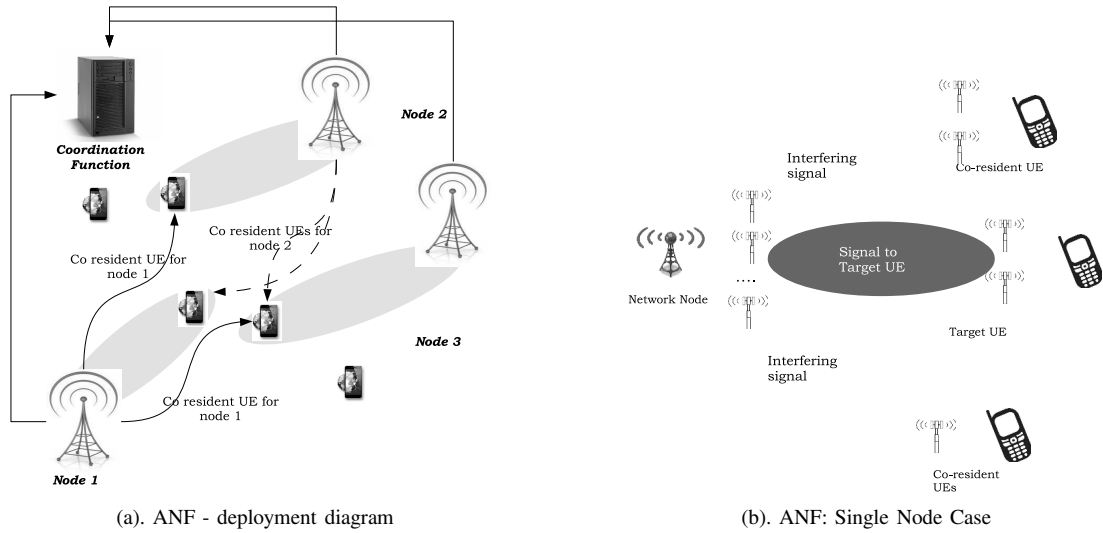 Coordination
Function
Node 2
Co resident UEs for
node 2
Co resident UE for
node 1
Node 3
Co resident UE for
node 1
Node 1
(a). ANF - deployment diagram
Co-resident UE
Interfering
signal
Signal to
Target UE
....
Network Node
Target UE
Interfering
signal
Co-resident
UEs
(b). ANF: Single Node Case